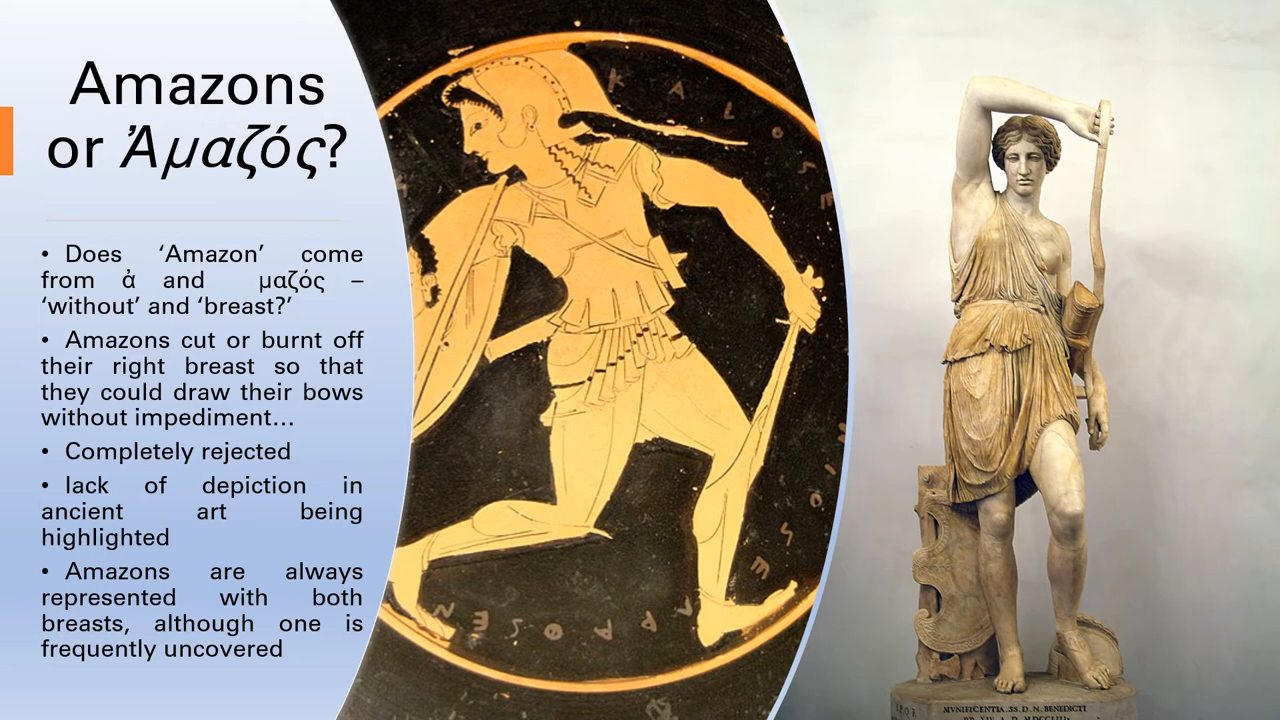 Amazons
or Ἀμαζός?
• Does ‘Amazon’ come
from ἀ and μαζός –
‘without’ and ‘breast?’
• Amazons cut or burnt off
their right breast so that
they could draw their bows
without impediment…
• Completely rejected
• lack of depiction in
ancient art being
highlighted
• Amazons are always
represented with both
breasts, although one is
frequently uncovered
KALOS
MVNIFICENTIA .SS. D. N. BENEDICTI